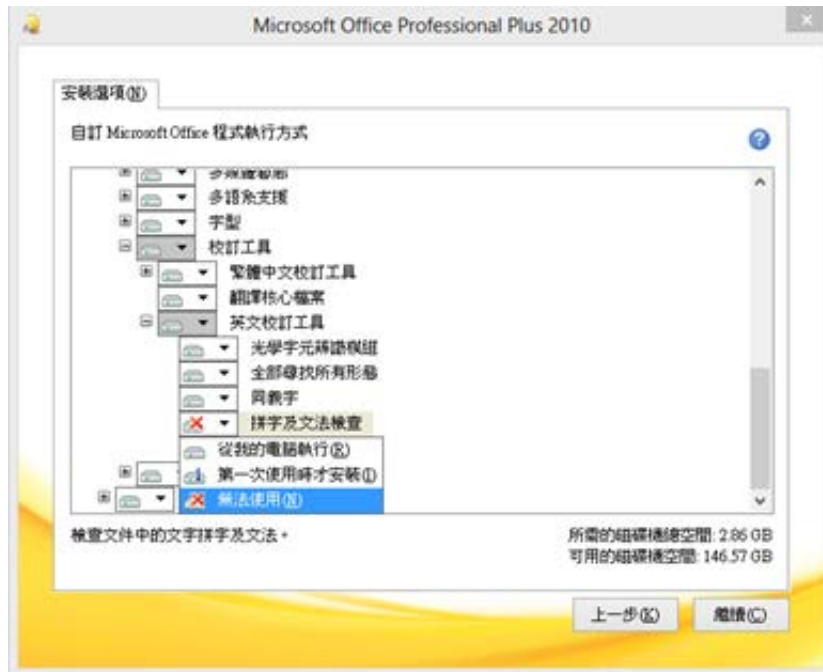 Microsoft Office Professional Plus 2010
安裝選項(N)
自訂 Microsoft Office 程式執行方式
多媒體藝廊
多語系支援
字型
校訂工具
繁體中文校訂工具
翻譯核心檔案
英文校訂工具
光學字元辨識模組
全部尋找所有形態
同義字
拼字及文法檢查
從我的電腦執行(R)
第一次使用時才安裝(I)
無法使用(N)
檢查文件中的文字拼字及文法。
所需的磁碟機總空間: 2.86 GB
可用的磁碟機空間: 146.57 GB
上一步(K)
繼續(C)